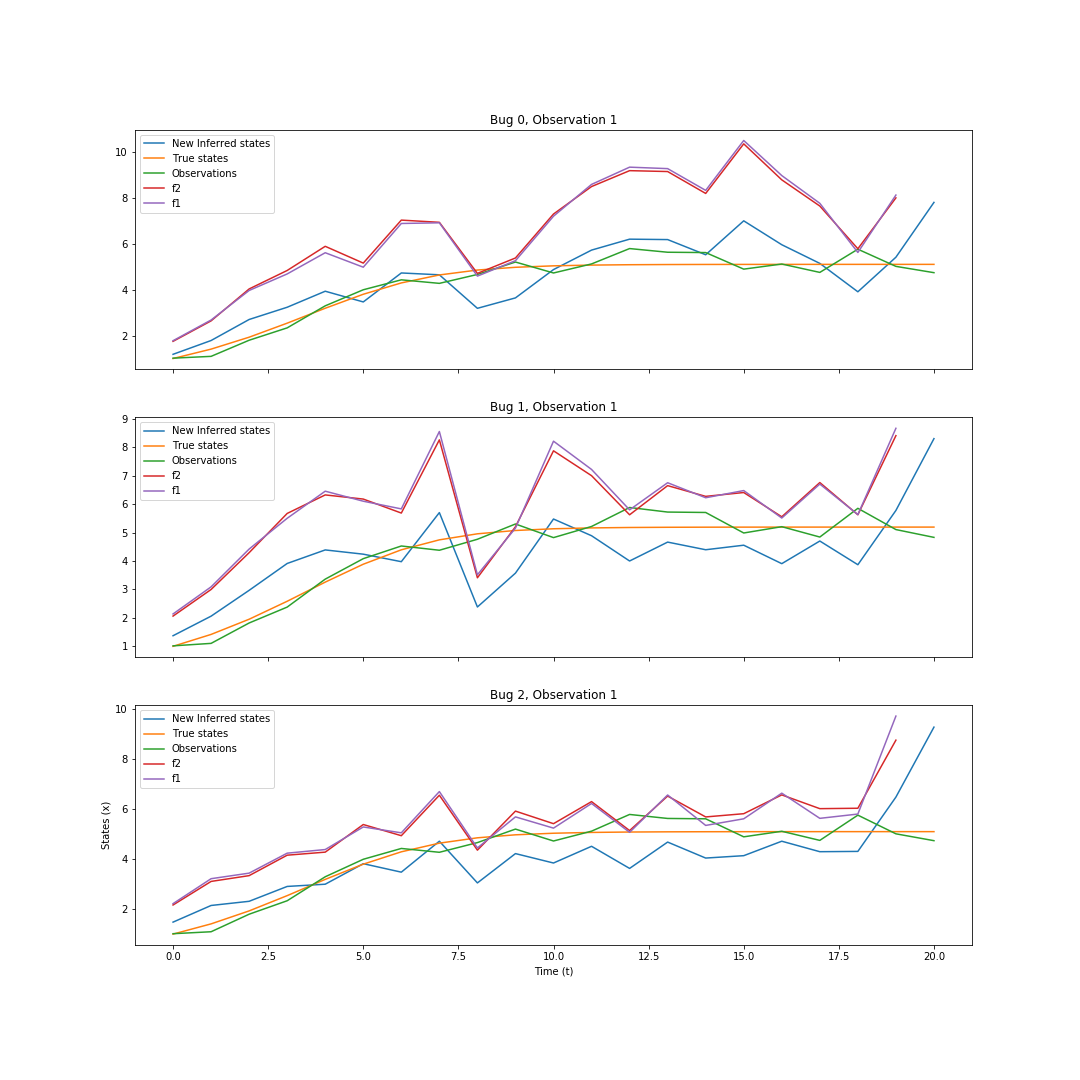 Bug 0, Observation 1
New Inferred states
True states
Observations
f2
f1
10
8
6
4
2
Bug 1, Observation 1
New Inferred states
True states
Observations
f2
f1
9
8
7
6
5
4
3
2
1
Bug 2, Observation 1
New Inferred states
True states
Observations
f2
f1
10
8
6
4
2
States (x)
0.0 2.5 5.0 7.5 10.0 12.5 15.0 17.5 20.0
Time (t)